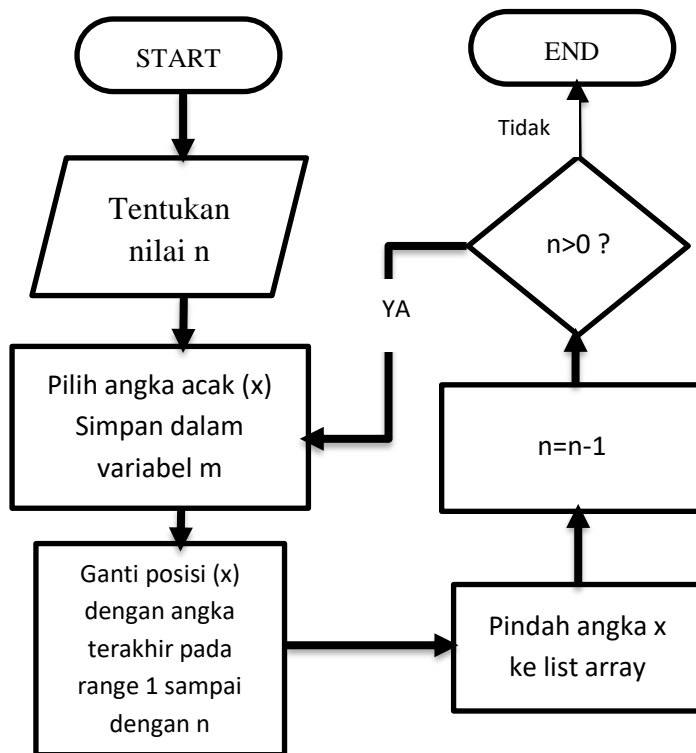 START
Tentukan
nilai n
Pilih angka acak (x)
Simpan dalam
variabel m
Ganti posisi (x)
dengan angka
terakhir pada
range 1 sampai
dengan n
Pindah angka x
ke list array
n=n-1
n>0 ?
YA
Tidak
END